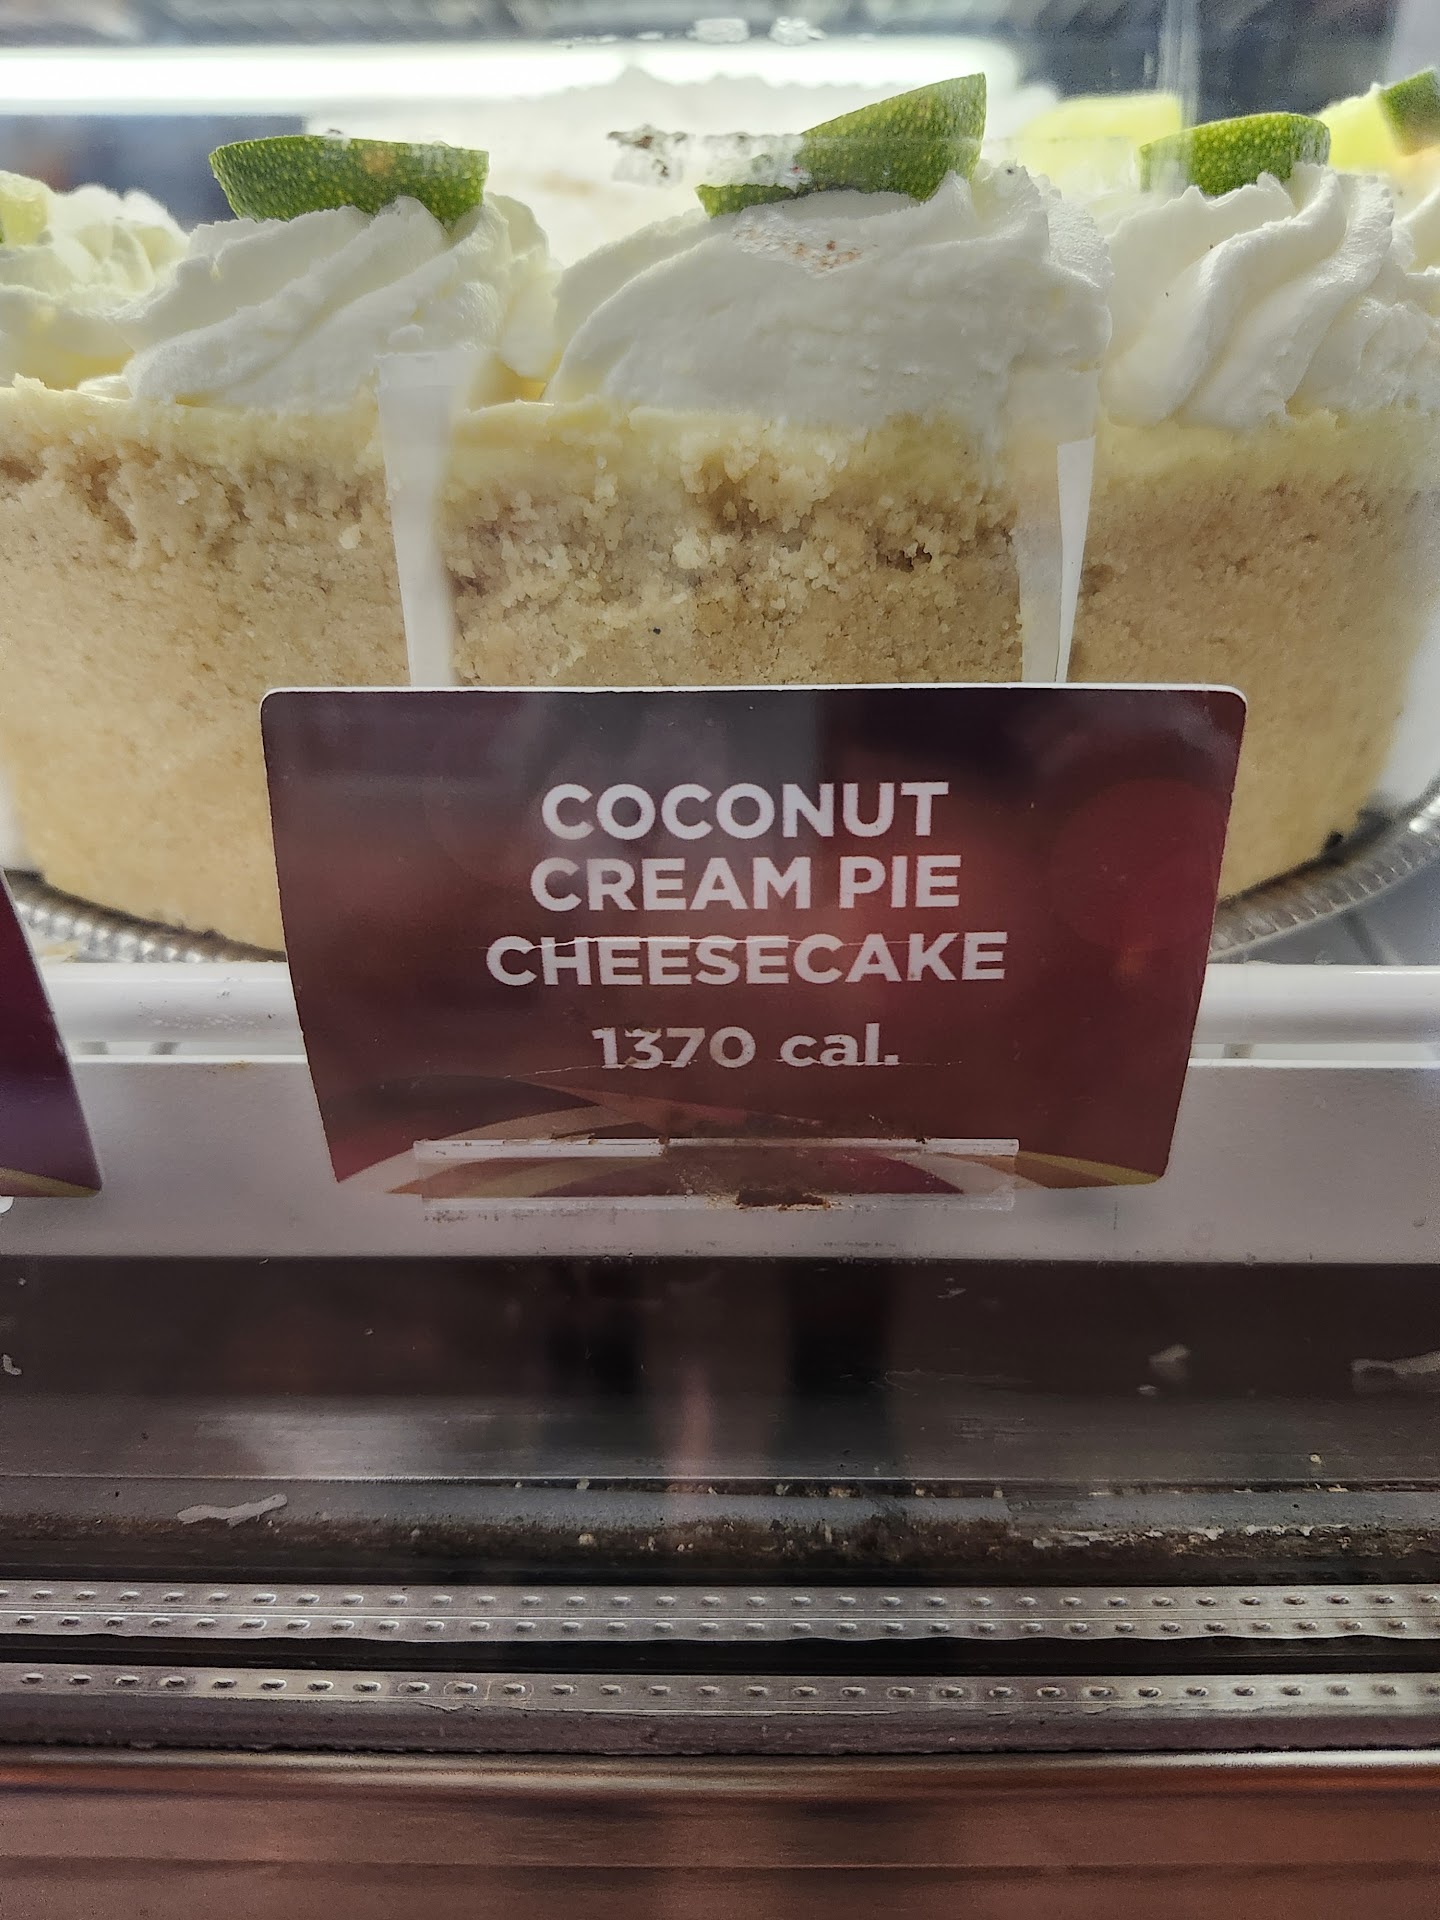 COCONUT
CREAM PIE
CHEESECAKE
1370 cal.